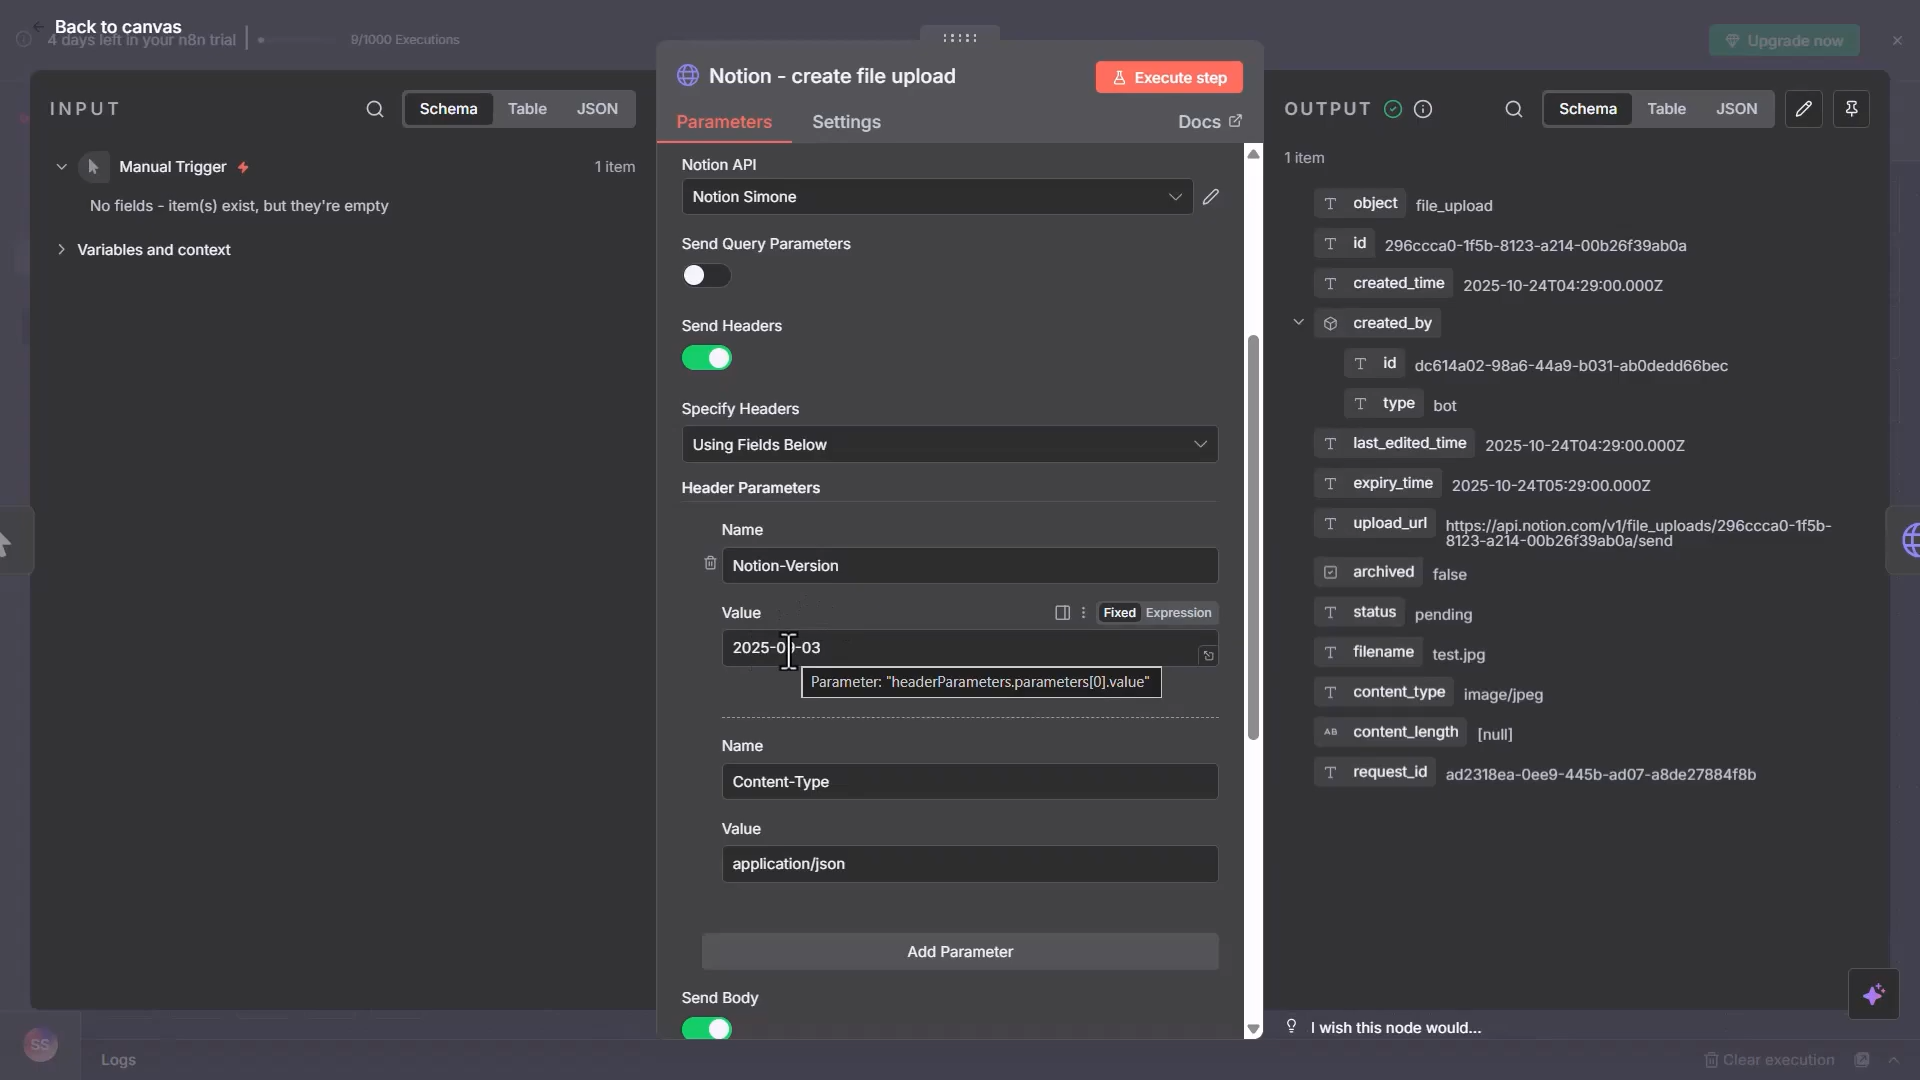 Back to canvas
4 days left in your n8n trial
9/1000 Executions
Upgrade now
INPUT
Schema
Table
JSON
Manual Trigger
1 item
No fields - item(s) exist, but they're empty
Variables and context
Notion - create file upload
Execute step
Parameters
Settings
Docs
Notion API
Notion Simone
Send Query Parameters
Send Headers
Specify Headers
Using Fields Below
Header Parameters
Name
Notion-Version
Value
Fixed
Expression
2025-09-03
Parameter: "headerParameters.parameters[0].value"
Name
Content-Type
Value
application/json
Add Parameter
Send Body
OUTPUT
Schema
Table
JSON
1 item
T object file_upload
T id 296ccca0-1f5b-8123-a214-00b26f39ab0a
T created_time 2025-10-24T04:29:00.000Z
created_by
T id dc614a02-98a6-44a9-b031-ab0dedd66bec
T type bot
T last_edited_time 2025-10-24T04:29:00.000Z
T expiry_time 2025-10-24T05:29:00.000Z
T upload_url https://api.notion.com/v1/file_uploads/296ccca0-1f5b-
8123-a214-00b26f39ab0a/send
archived false
T status pending
T filename test.jpg
T content_type image/jpeg
AB content_length [null]
T request_id ad2318ea-0ee9-445b-ad07-a8de27884f8b
I wish this node would...
SS
Logs
Clear execution